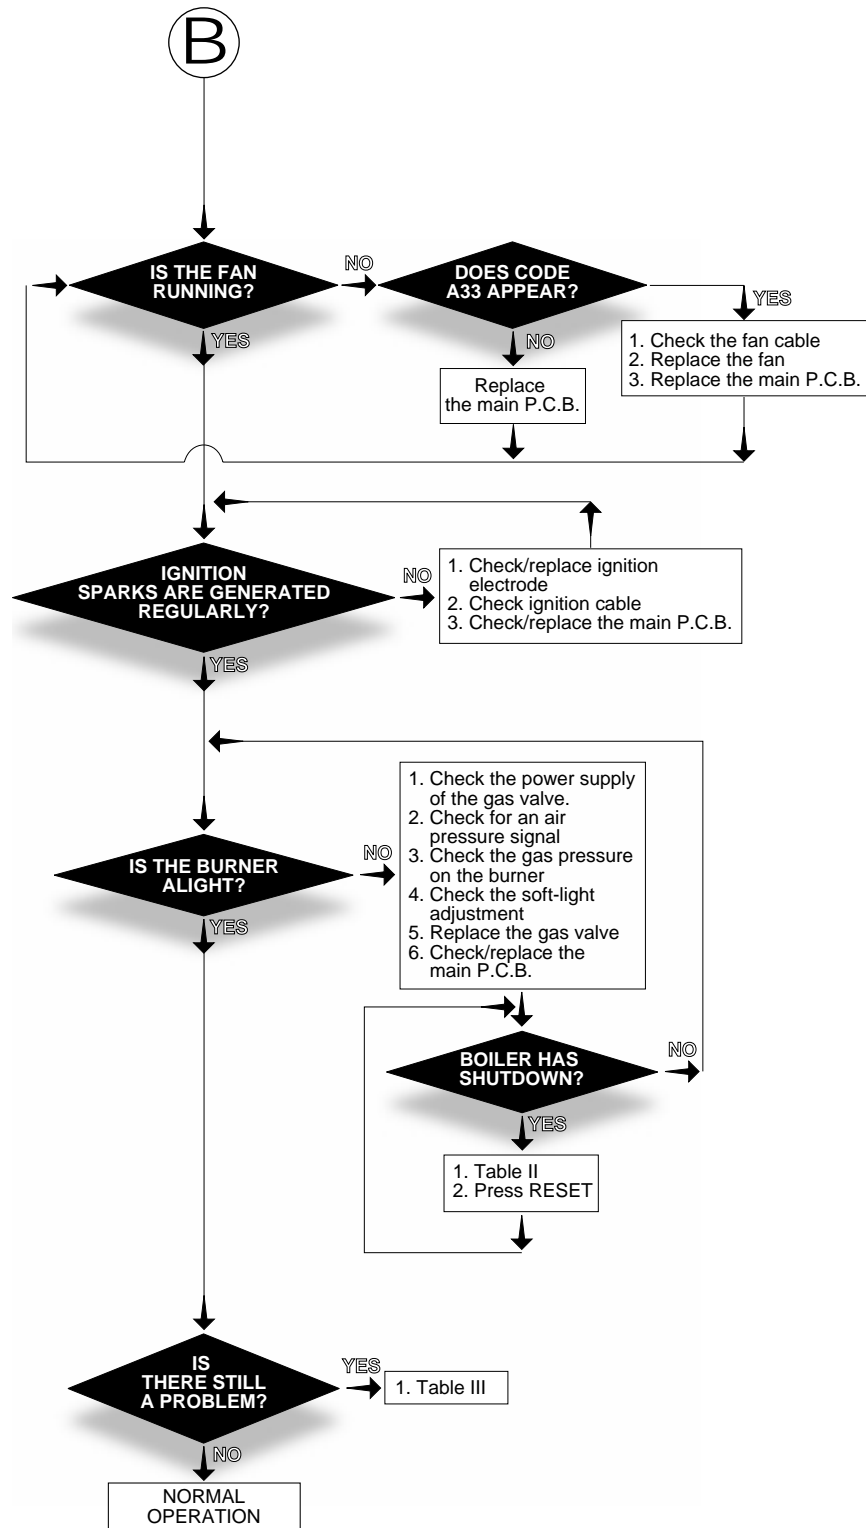 B
IS THE FAN
RUNNING?
NO
DOES CODE
A33 APPEAR?
YES
YES
NO
1. Check the fan cable
2. Replace the fan
3. Replace the main P.C.B.
Replace
the main P.C.B.
IGNITION
SPARKS ARE GENERATED
REGULARLY?
NO
1. Check/replace ignition
electrode
2. Check ignition cable
3. Check/replace the main P.C.B.
YES
IS THE BURNER
ALIGHT?
NO
1. Check the power supply
of the gas valve.
2. Check for an air
pressure signal
3. Check the gas pressure
on the burner
4. Check the soft-light
adjustment
5. Replace the gas valve
6. Check/replace the
main P.C.B.
YES
BOILER HAS
SHUTDOWN?
NO
YES
1. Table II
2. Press RESET
IS
THERE STILL
A PROBLEM?
YES
1. Table III
NO
NORMAL
OPERATION